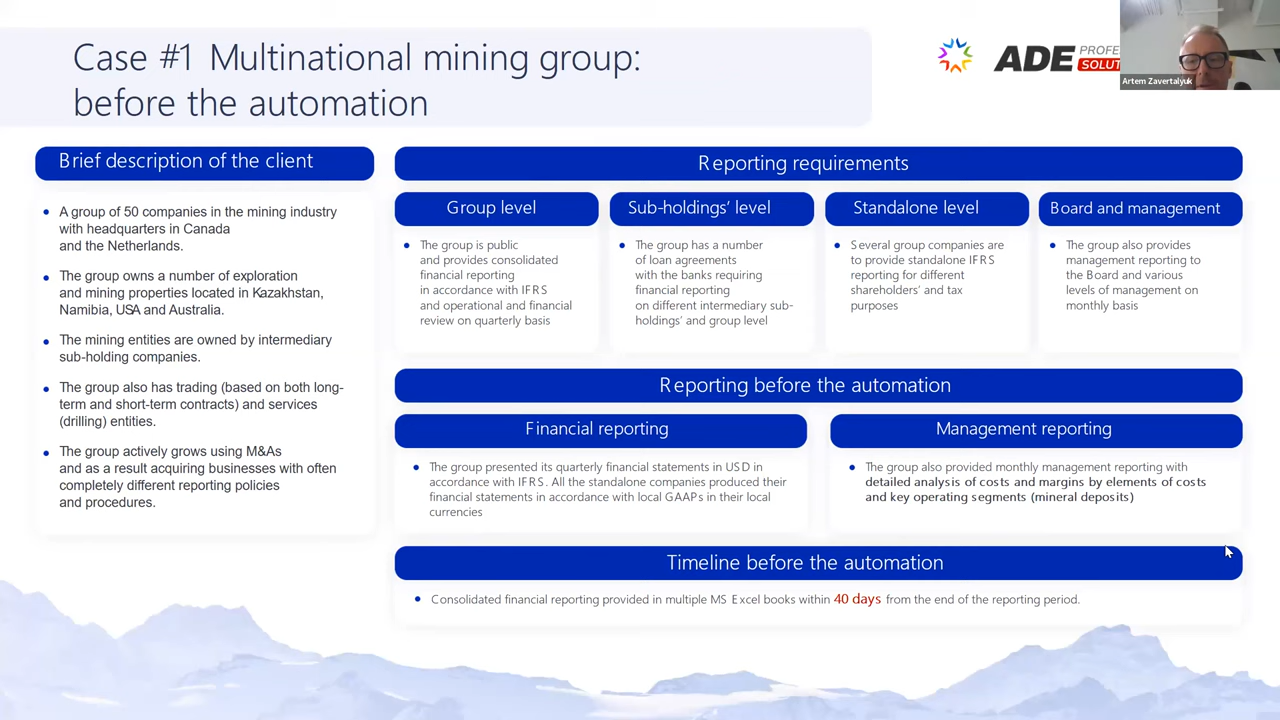 Case #1 Multinational mining group:
before the automation
ADE
PROFE
SOLUT
Artem Zavertalyuk
Brief description of the client
A group of 50 companies in the mining industry
with headquarters in Canada
and the Netherlands.
The group owns a number of exploration
and mining properties located in Kazakhstan,
Namibia, USA and Australia.
The mining entities are owned by intermediary
sub-holding companies.
The group also has trading (based on both long-
term and short-term contracts) and services
(drilling) entities.
The group actively grows using M&As
and as a result acquiring businesses with often
completely different reporting policies
and procedures.
Reporting requirements
Group level
The group is public
and provides consolidated
financial reporting
in accordance with IFRS
and operational and financial
review on quarterly basis
Sub-holdings’ level
The group has a number
of loan agreements
with the banks requiring
financial reporting
on different intermediary sub-
holdings’ and group level
Standalone level
Several group companies are
to provide standalone IFRS
reporting for different
shareholders’ and tax
purposes
Board and management
The group also provides
management reporting to
the Board and various
levels of management on
monthly basis
Reporting before the automation
Financial reporting
The group presented its quarterly financial statements in USD in
accordance with IFRS. All the standalone companies produced their
financial statements in accordance with local GAAPs in their local
currencies
Management reporting
The group also provided monthly management reporting with
detailed analysis of costs and margins by elements of costs
and key operating segments (mineral deposits)
Timeline before the automation
Consolidated financial reporting provided in multiple MS Excel books within 40 days from the end of the reporting period.